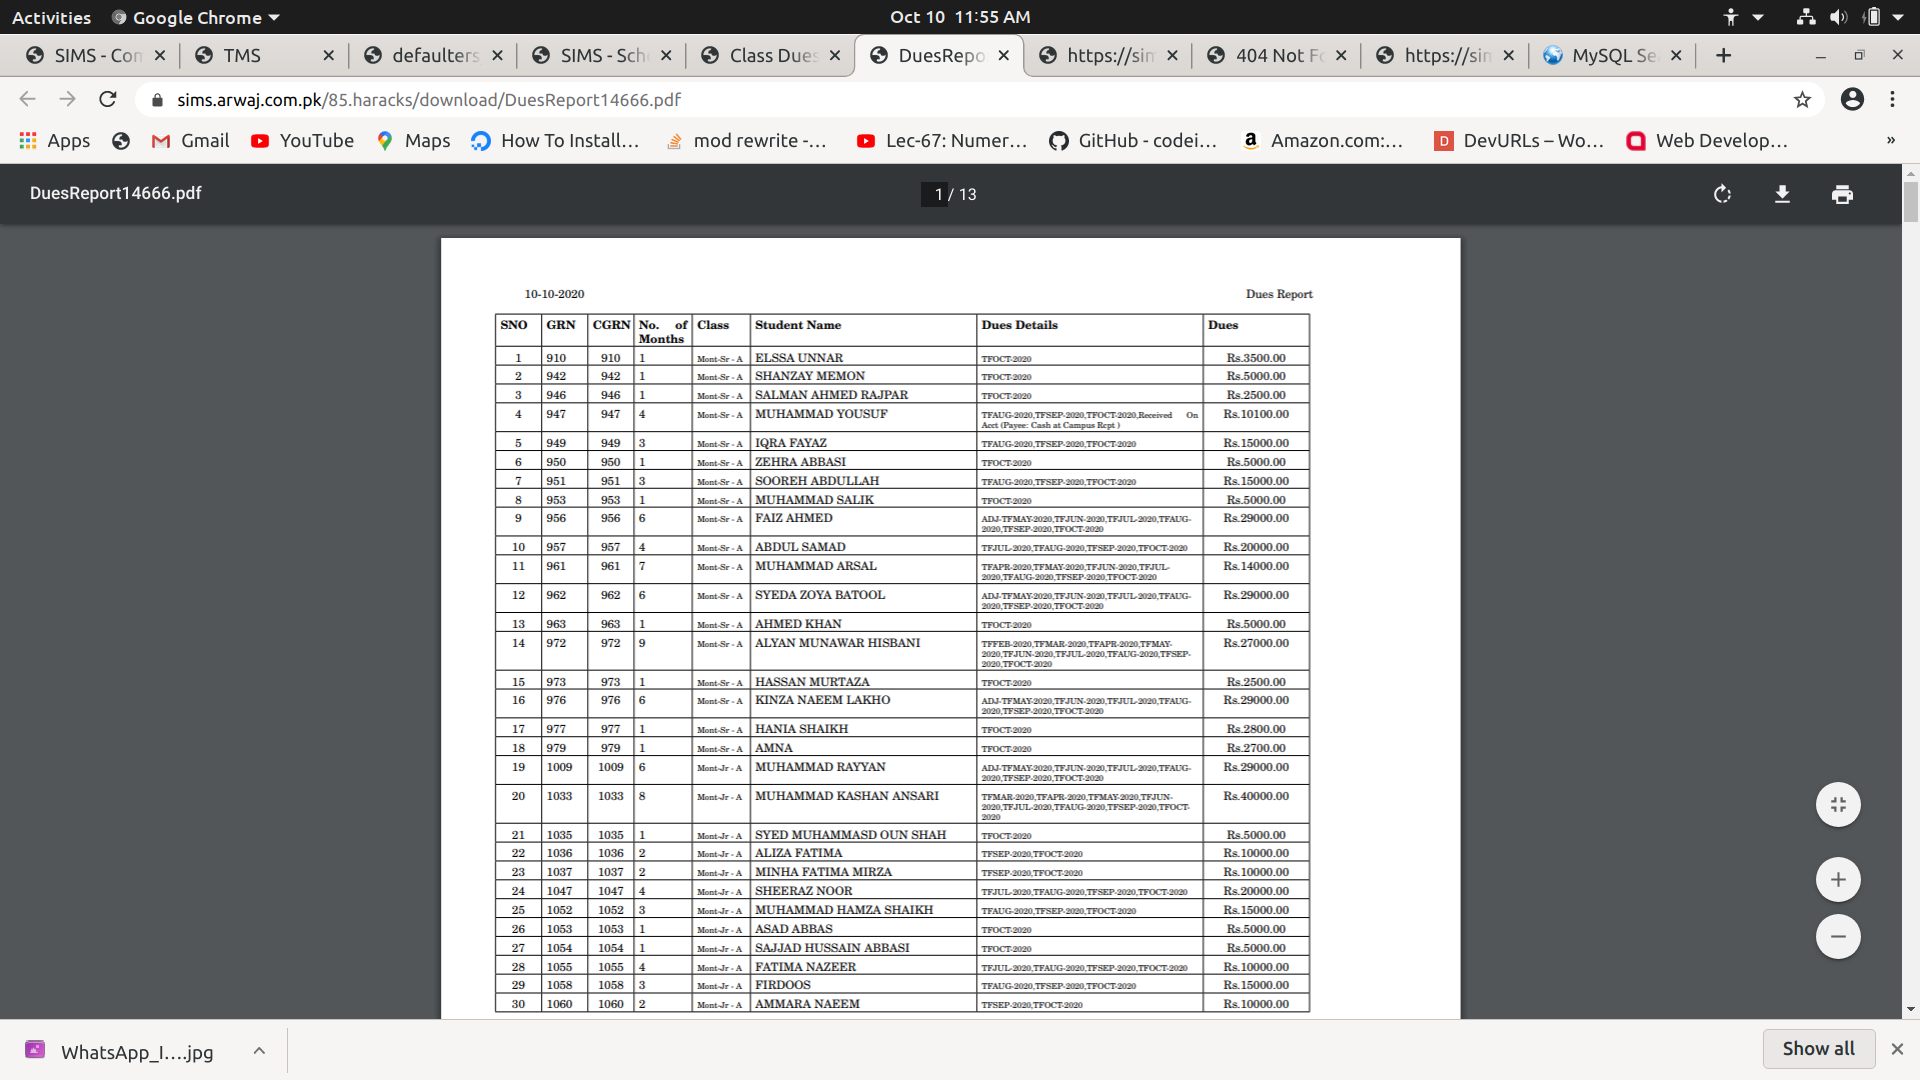 Activities Google Chrome Oct 10 11:55 AM
SIMS - Con TMS defaulters SIMS - Sch Class Dues DuesRepo https://sim 404 Not Fo https://sim MySQL Se
sims.arwaj.com.pk/85.haracks/download/DuesReport14666.pdf
Apps Gmail YouTube Maps How To Install... mod rewrite -... Lec-67: Numer... GitHub - codei... Amazon.com:... DevURLs – Wo... Web Develop... »
DuesReport14666.pdf 1 / 13
10-10-2020 Dues Report
SNO GRN CGRN No. of Months Class Student Name Dues Details Dues
1 910 910 1 Mont-Sr - A ELSSA UNNAR TFOCT-2020 Rs.3500.00
2 942 942 1 Mont-Sr - A SHANZAY MEMON TFOCT-2020 Rs.5000.00
3 946 946 1 Mont-Sr - A SALMAN AHMED RAJPAR TFOCT-2020 Rs.2500.00
4 947 947 4 Mont-Sr - A MUHAMMAD YOUSUF TFAUG-2020,TFSEP-2020,TFOCT-2020,Received On Rs.10100.00
Acct (Payee: Cash at Campus Rcpt )
5 949 949 3 Mont-Sr - A IQRA FAYAZ TFAUG-2020,TFSEP-2020,TFOCT-2020 Rs.15000.00
6 950 950 1 Mont-Sr - A ZEHRA ABBASI TFOCT-2020 Rs.5000.00
7 951 951 3 Mont-Sr - A SOOREH ABDULLAH TFAUG-2020,TFSEP-2020,TFOCT-2020 Rs.15000.00
8 953 953 1 Mont-Sr - A MUHAMMAD SALIK TFOCT-2020 Rs.5000.00
9 956 956 6 Mont-Sr - A FAIZ AHMED ADJ-TFMAY-2020,TFJUN-2020,TFJUL-2020,TFAUG- Rs.29000.00
2020,TFSEP-2020,TFOCT-2020
10 957 957 4 Mont-Sr - A ABDUL SAMAD TFJUL-2020,TFAUG-2020,TFSEP-2020,TFOCT-2020 Rs.20000.00
11 961 961 7 Mont-Sr - A MUHAMMAD ARSAL TFAPR-2020,TFMAY-2020,TFJUN-2020,TFJUL- Rs.14000.00
2020,TFAUG-2020,TFSEP-2020,TFOCT-2020
12 962 962 6 Mont-Sr - A SYEDA ZOYA BATOOL ADJ-TFMAY-2020,TFJUN-2020,TFJUL-2020,TFAUG- Rs.29000.00
2020,TFSEP-2020,TFOCT-2020
13 963 963 1 Mont-Sr - A AHMED KHAN TFOCT-2020 Rs.5000.00
14 972 972 9 Mont-Sr - A ALYAN MUNAWAR HISBANI TFFEB-2020,TFMAR-2020,TFAPR-2020,TFMAY- Rs.27000.00
2020,TFJUN-2020,TFJUL-2020,TFAUG-2020,TFSEP-
2020,TFOCT-2020
15 973 973 1 Mont-Sr - A HASSAN MURTAZA TFOCT-2020 Rs.2500.00
16 976 976 6 Mont-Sr - A KINZA NAEEM LAKHO ADJ-TFMAY-2020,TFJUN-2020,TFJUL-2020,TFAUG- Rs.29000.00
2020,TFSEP-2020,TFOCT-2020
17 977 977 1 Mont-Sr - A HANIA SHAIKH TFOCT-2020 Rs.2800.00
18 979 979 1 Mont-Sr - A AMNA TFOCT-2020 Rs.2700.00
19 1009 1009 6 Mont-Jr - A MUHAMMAD RAYYAN ADJ-TFMAY-2020,TFJUN-2020,TFJUL-2020,TFAUG- Rs.29000.00
2020,TFSEP-2020,TFOCT-2020
20 1033 1033 8 Mont-Jr - A MUHAMMAD KASHAN ANSARI TFMAR-2020,TFAPR-2020,TFMAY-2020,TFJUN- Rs.40000.00
2020,TFJUL-2020,TFAUG-2020,TFSEP-2020,TFOCT-
2020
21 1035 1035 1 Mont-Jr - A SYED MUHAMMASD OUN SHAH TFOCT-2020 Rs.5000.00
22 1036 1036 2 Mont-Jr - A ALIZA FATIMA TFSEP-2020,TFOCT-2020 Rs.10000.00
23 1037 1037 2 Mont-Jr - A MINHA FATIMA MIRZA TFSEP-2020,TFOCT-2020 Rs.10000.00
24 1047 1047 4 Mont-Jr - A SHEERAZ NOOR TFJUL-2020,TFAUG-2020,TFSEP-2020,TFOCT-2020 Rs.20000.00
25 1052 1052 3 Mont-Jr - A MUHAMMAD HAMZA SHAIKH TFAUG-2020,TFSEP-2020,TFOCT-2020 Rs.15000.00
26 1053 1053 1 Mont-Jr - A ASAD ABBAS TFOCT-2020 Rs.5000.00
27 1054 1054 1 Mont-Jr - A SAJJAD HUSSAIN ABBASI TFOCT-2020 Rs.5000.00
28 1055 1055 4 Mont-Jr - A FATIMA NAZEER TFJUL-2020,TFAUG-2020,TFSEP-2020,TFOCT-2020 Rs.10000.00
29 1058 1058 3 Mont-Jr - A FIRDOOS TFAUG-2020,TFSEP-2020,TFOCT-2020 Rs.15000.00
30 1060 1060 2 Mont-Jr - A AMMARA NAEEM TFSEP-2020,TFOCT-2020 Rs.10000.00
WhatsApp_I....jpg Show all